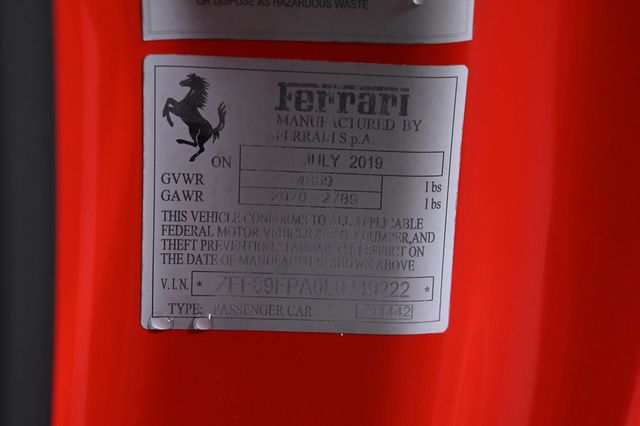 OR DISPOSE AS HAZARDOUS WASTE
Ferrari
MANUFACTURED BY
FERRARI S.p.A.
ON JULY 2019
GVWR lbs
GAWR lbs
THIS VEHICLE CONFORMS TO ALL APPLICABLE
FEDERAL MOTOR VEHICLE SAFETY, BUMPER, AND
THEFT PREVENTION STANDARDS IN EFFECT ON
THE DATE OF MANUFACTURE SHOWN ABOVE
V.I.N. * *
TYPE: PASSENGER CAR